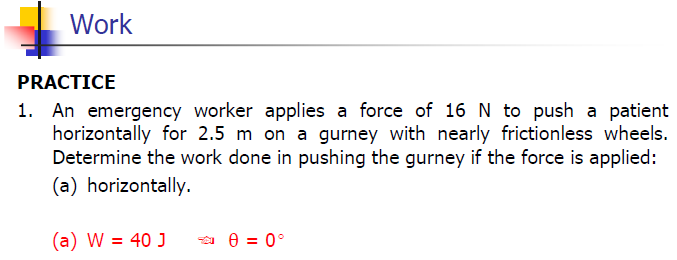 Work
PRACTICE
1. An emergency worker applies a force of 16 N to push a patient
horizontally for 2.5 m on a gurney with nearly frictionless wheels.
Determine the work done in pushing the gurney if the force is applied:
(a) horizontally.
(a) W = 40 J ☜ θ = 0°